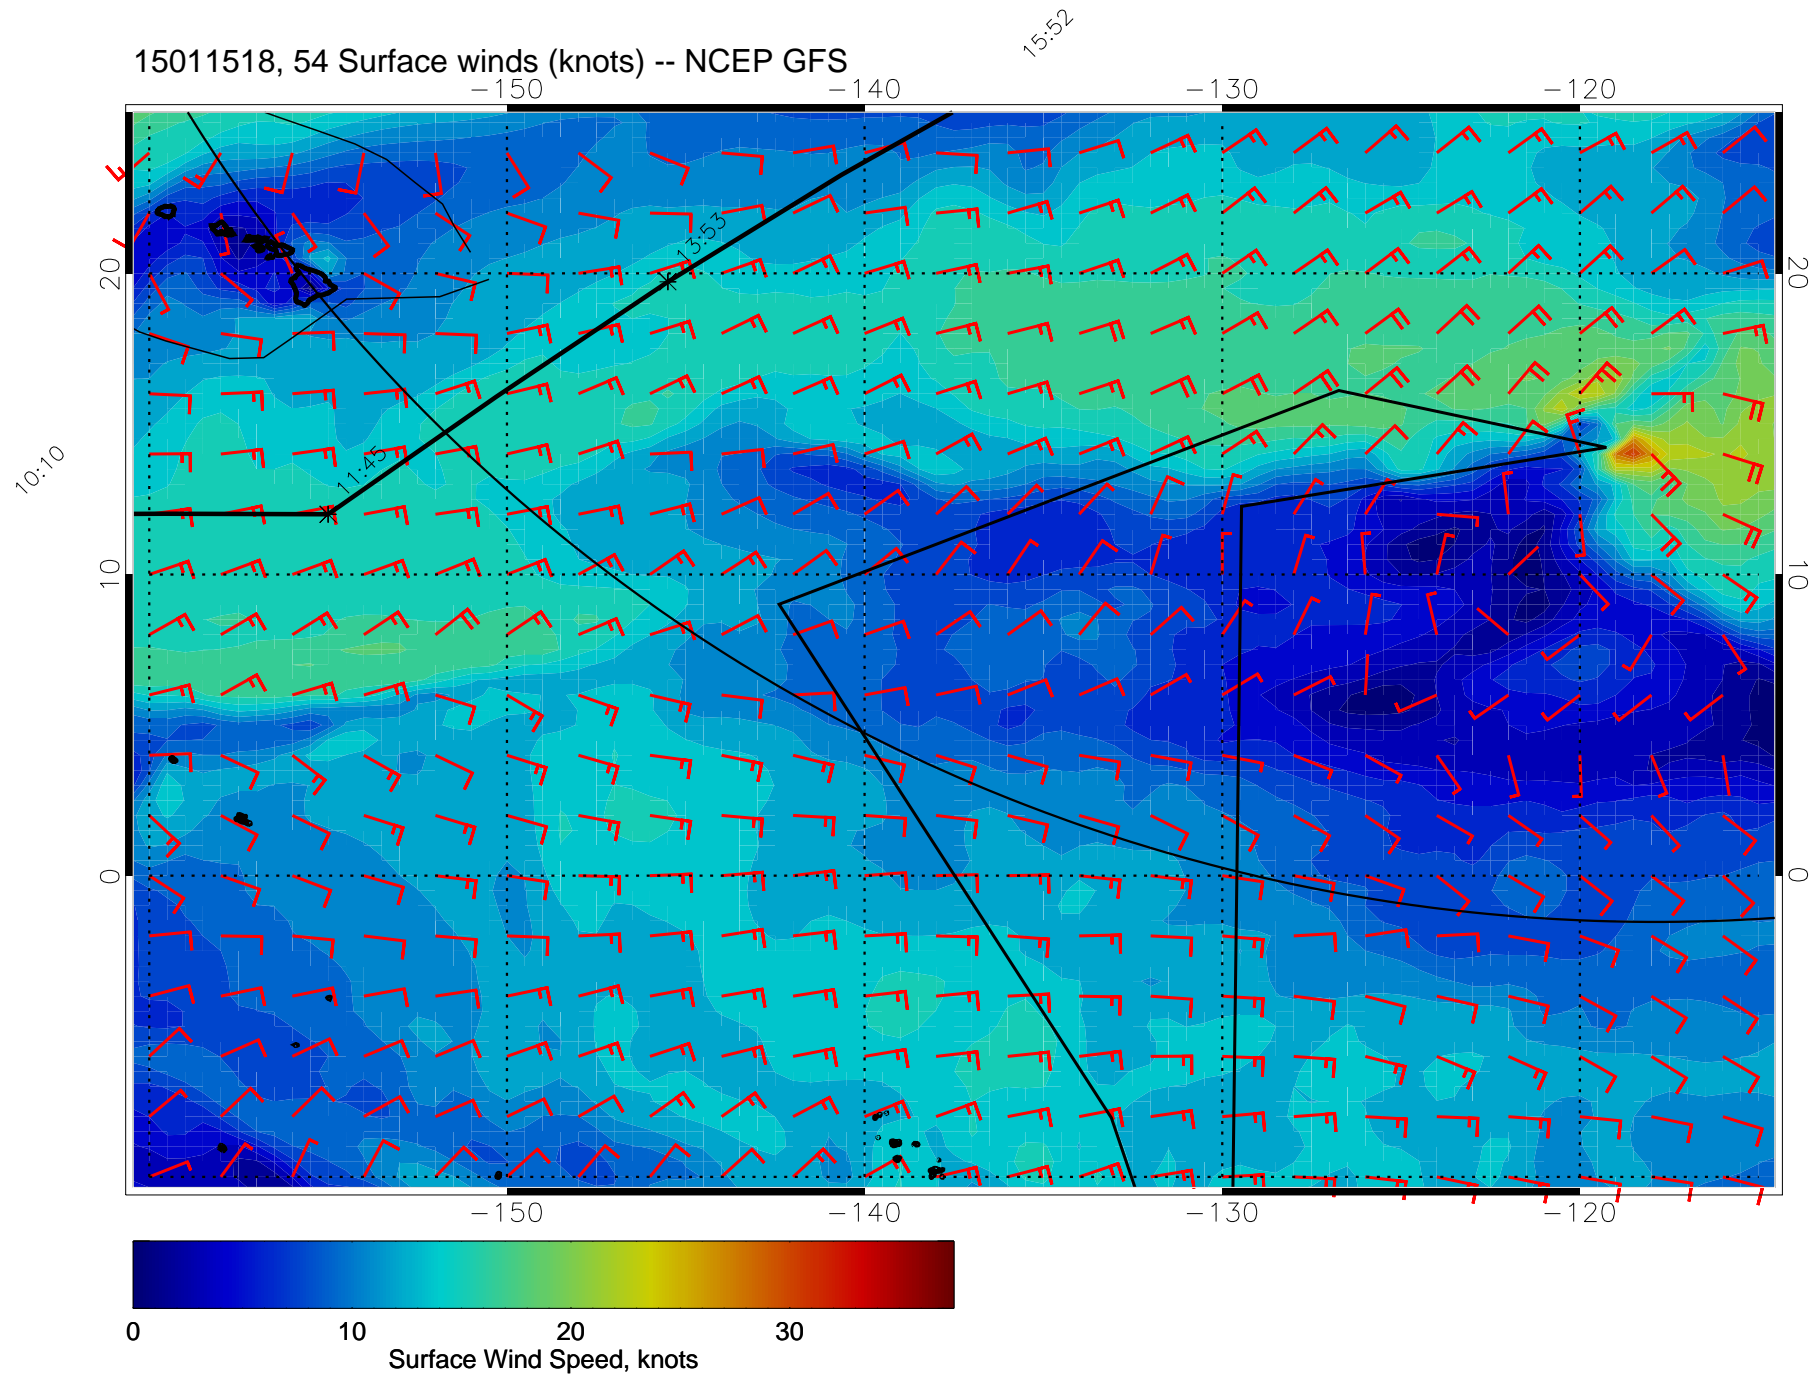 15:52
15011518, 54 Surface winds (knots) -- NCEP GFS
-150 -140 -130 -120
13:53
20 20
11:45
10:10
10 10
0 0
-150 -140 -130 -120
0 10 20 30
Surface Wind Speed, knots